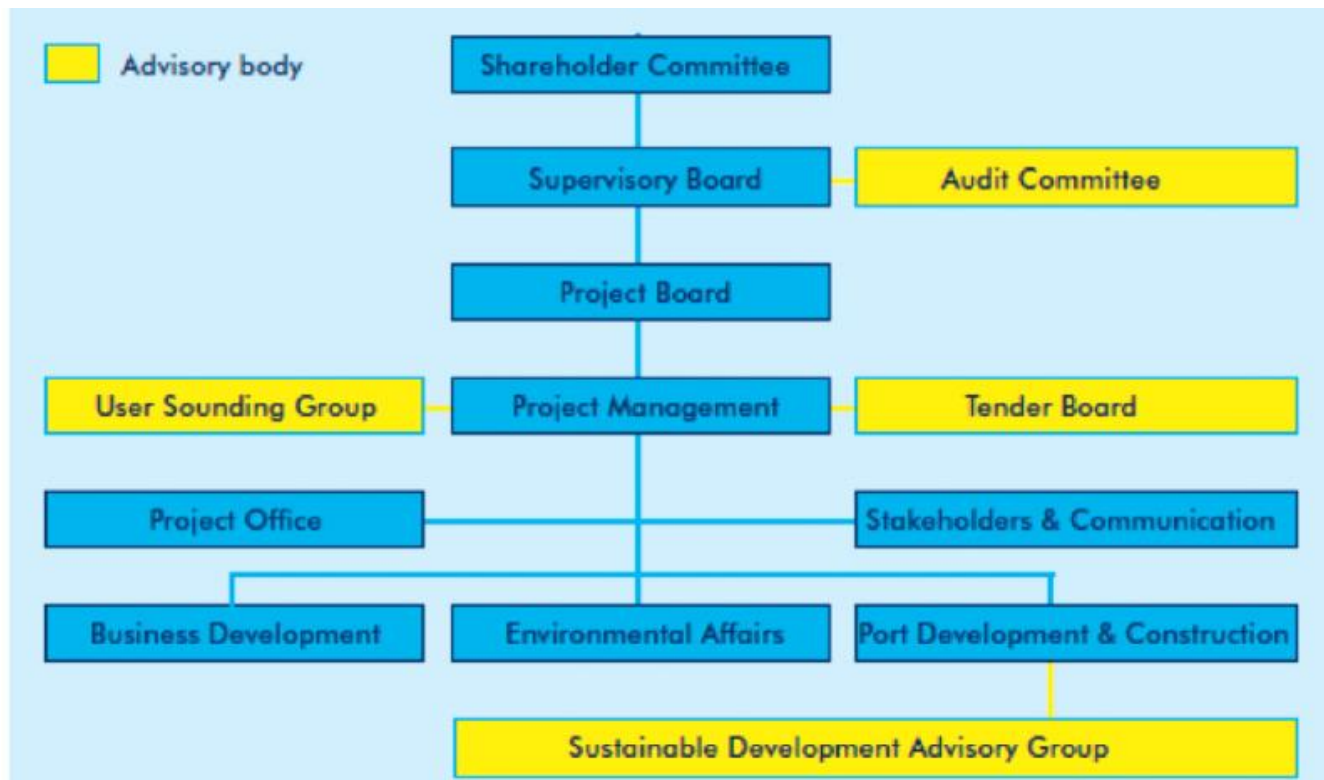 Advisory body
Shareholder Committee
Supervisory Board
Audit Committee
Project Board
User Sounding Group
Project Management
Tender Board
Project Office
Stakeholders & Communication
Business Development
Environmental Affairs
Port Development & Construction
Sustainable Development Advisory Group